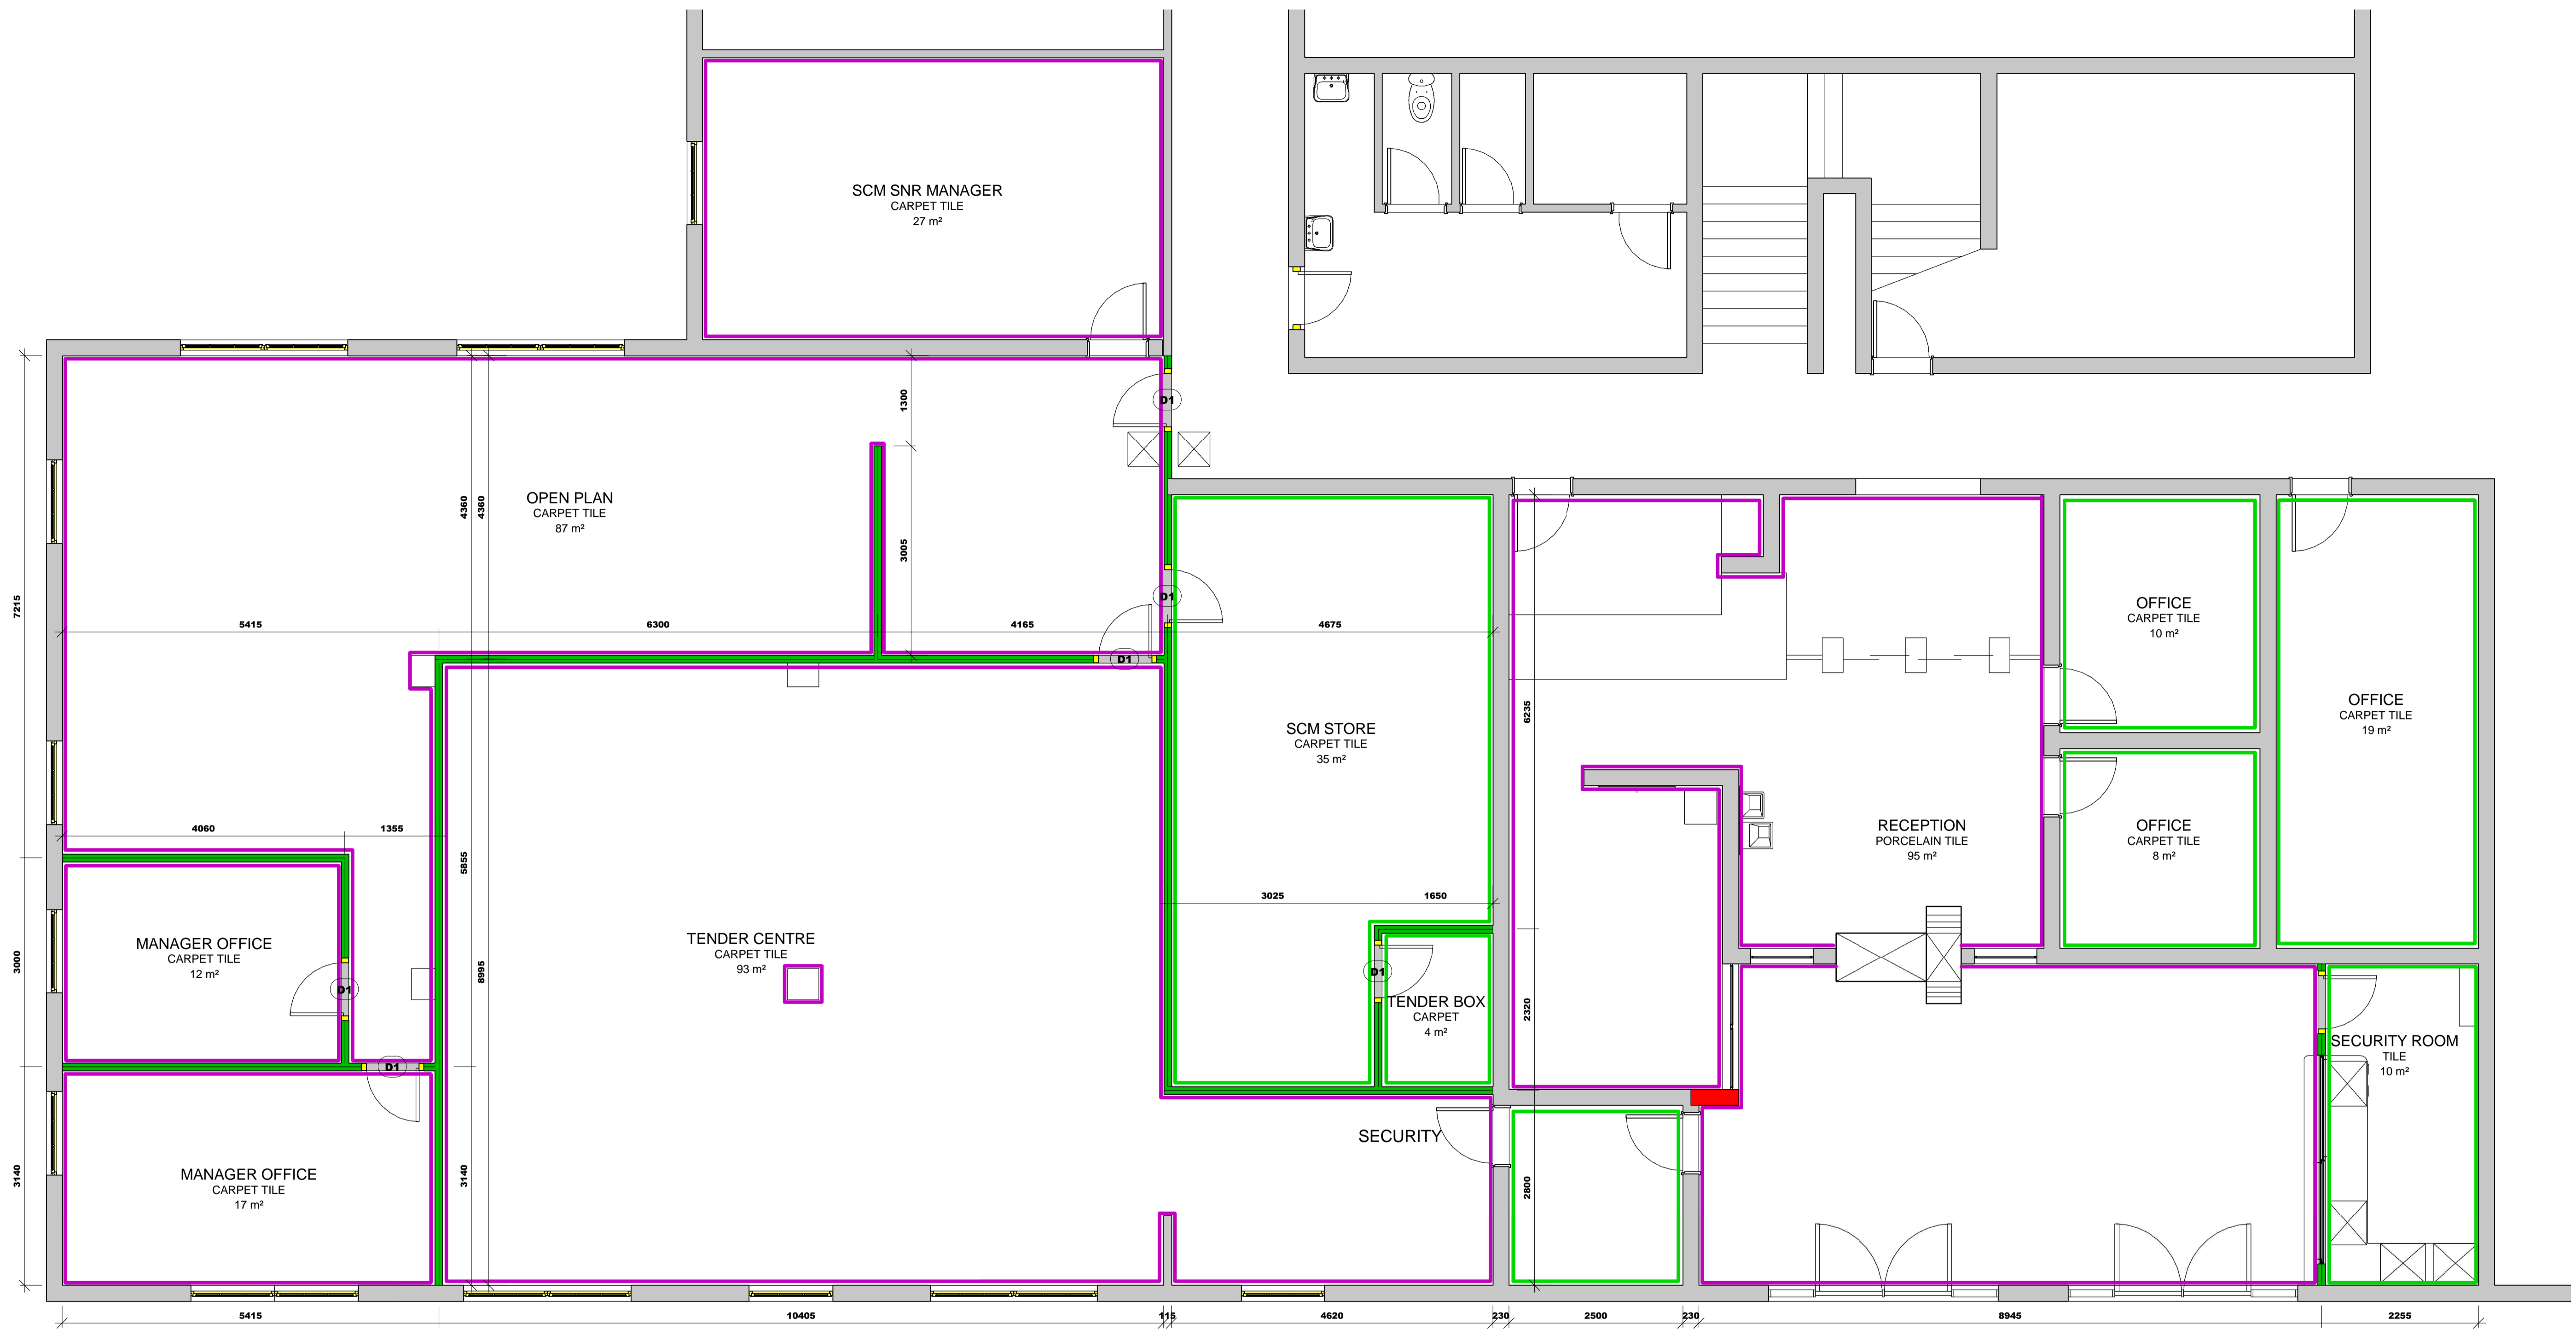 SCM SNR MANAGER
CARPET TILE
27 m²
D1
1300
OPEN PLAN
CARPET TILE
87 m²
4360
4360
3005
7215
D1
5415
6300
4165
4675
D1
SCM STORE
CARPET TILE
35 m²
6235
OFFICE
CARPET TILE
10 m²
OFFICE
CARPET TILE
19 m²
4060
1355
RECEPTION
PORCELAIN TILE
95 m²
OFFICE
CARPET TILE
8 m²
5855
3025
1650
MANAGER OFFICE
CARPET TILE
12 m²
TENDER CENTRE
CARPET TILE
93 m²
3000
8995
D1
D1
TENDER BOX
CARPET
4 m²
2320
SECURITY ROOM
TILE
10 m²
D1
SECURITY
MANAGER OFFICE
CARPET TILE
17 m²
3140
3140
2800
5415
10405
115
4620
230
2500
230
8945
2255